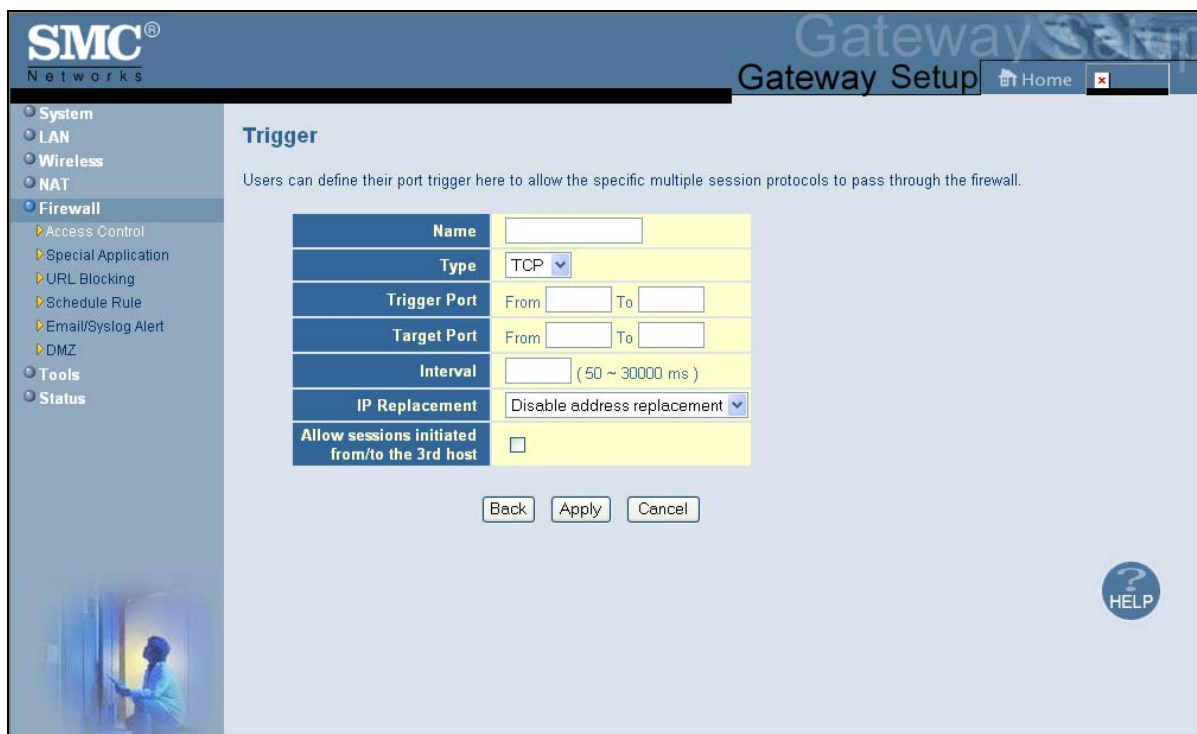 SMC®
Networks
Gateway Setup
Gateway Setup
Home
System
LAN
Wireless
NAT
Firewall
Access Control
Special Application
URL Blocking
Schedule Rule
Email/Syslog Alert
DMZ
Tools
Status
Trigger
Users can define their port trigger here to allow the specific multiple session protocols to pass through the firewall.
Name
Type TCP
Trigger Port From To
Target Port From To
Interval ( 50 ~ 30000 ms )
IP Replacement Disable address replacement
Allow sessions initiated
from/to the 3rd host
Back Apply Cancel
?
HELP